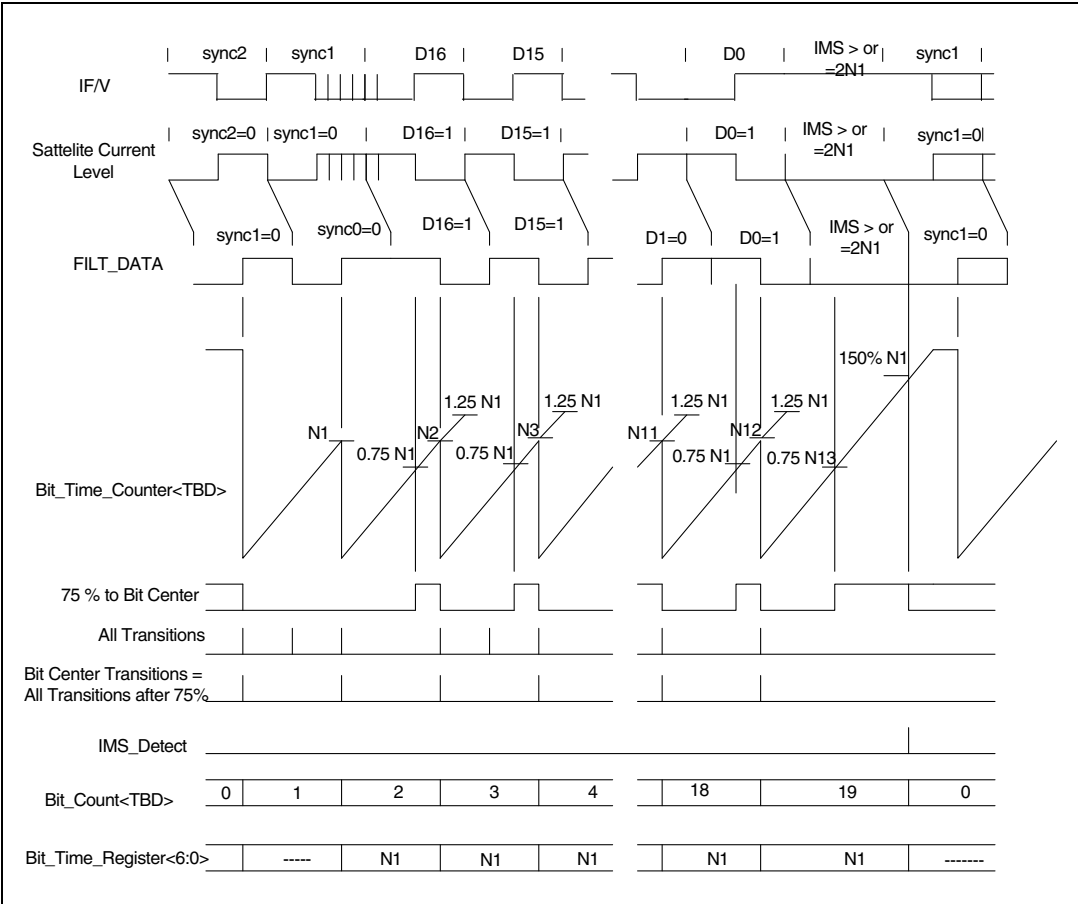 sync2 sync1 D16 D15 D0 IMS > or sync1
=2N1
IF/V
sync2=0 sync1=0 D16=1 D15=1 D0=1 IMS > or sync1=0
=2N1
Sattelite Current
Level
sync1=0 sync0=0 D16=1 D15=1 D1=0 D0=1 IMS > or sync1=0
=2N1
FILT_DATA
150% N1
1.25 N1 1.25 N1 1.25 N1 1.25 N1
N1 N2 N3 N11 N12
0.75 N1 0.75 N1 0.75 N1 0.75 N13
Bit_Time_Counter<TBD>
75 % to Bit Center
All Transitions
Bit Center Transitions =
All Transitions after 75%
IMS_Detect
Bit_Count<TBD> 0 1 2 3 4 18 19 0
Bit_Time_Register<6:0> ----- N1 N1 N1 N1 N1 -------